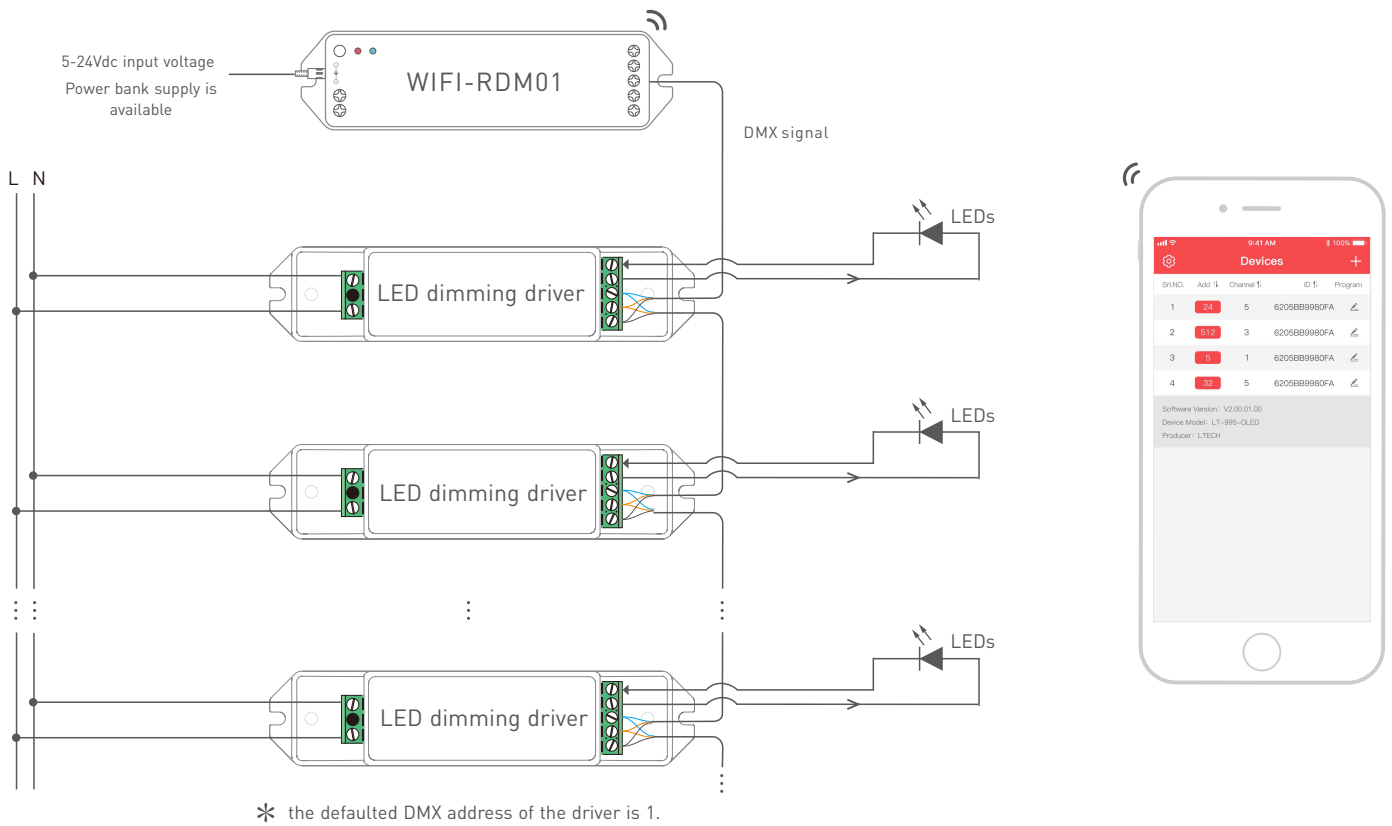 5-24Vdc input voltage
Power bank supply is
available
WIFI-RDM01
DMX signal
L N
LEDs
LED dimming driver
LEDs
LED dimming driver
LEDs
LED dimming driver
* the defaulted DMX address of the driver is 1.
9:41 AM 100%
Devices +
Srl.NO. Add Channel ID Program
1 24 5 6205BB9980FA
2 512 3 6205BB9980FA
3 5 1 6205BB9980FA
4 32 5 6205BB9980FA
Software Version: V2.00.01.00
Device Model: LT-995-OLED
Producer: LTECH